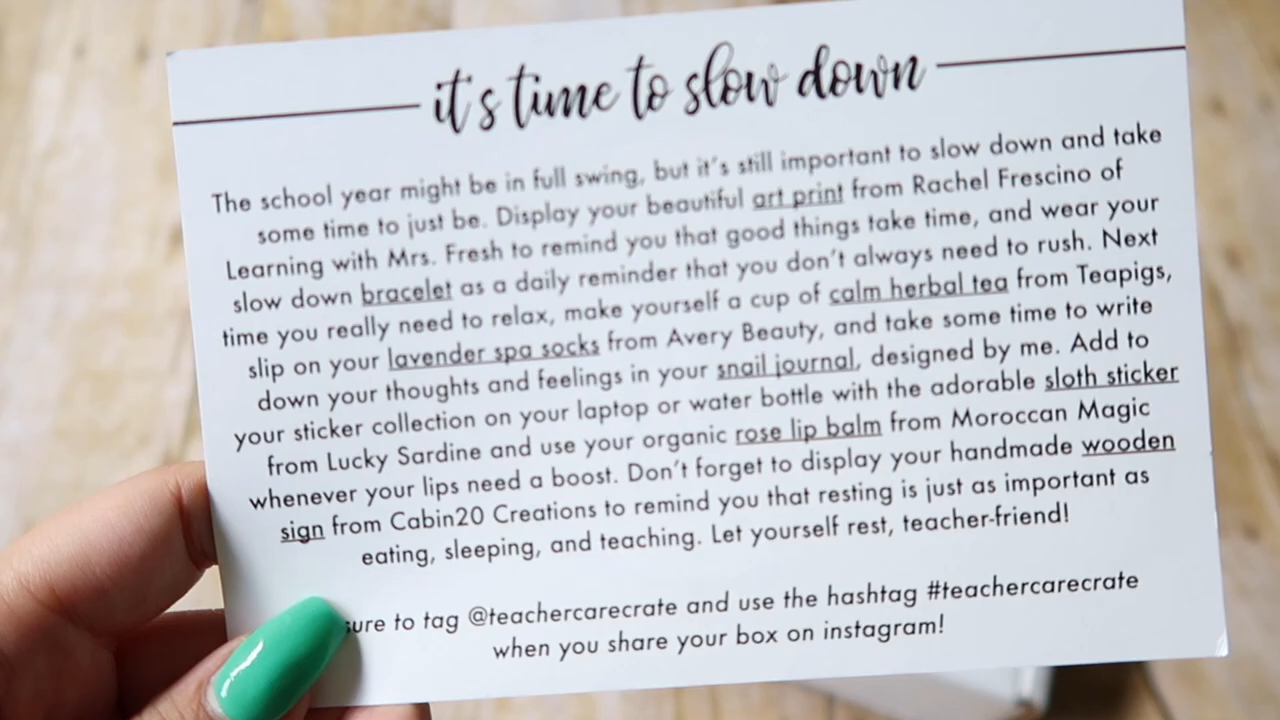 it's time to slow down
The school year might be in full swing, but it's still important to slow down and take
some time to just be. Display your beautiful art print from Rachel Frescino of
Learning with Mrs. Fresh to remind you that good things take time, and wear your
slow down bracelet as a daily reminder that you don't always need to rush. Next
time you really need to relax, make yourself a cup of calm herbal tea from Teapigs,
slip on your lavender spa socks from Avery Beauty, and take some time to write
down your thoughts and feelings in your snail journal, designed by me. Add to
your sticker collection on your laptop or water bottle with the adorable sloth sticker
from Lucky Sardine and use your organic rose lip balm from Moroccan Magic
whenever your lips need a boost. Don't forget to display your handmade wooden
sign from Cabin20 Creations to remind you that resting is just as important as
eating, sleeping, and teaching. Let yourself rest, teacher-friend!
sure to tag @teachercarecrate and use the hashtag #teachercarecrate
when you share your box on instagram!